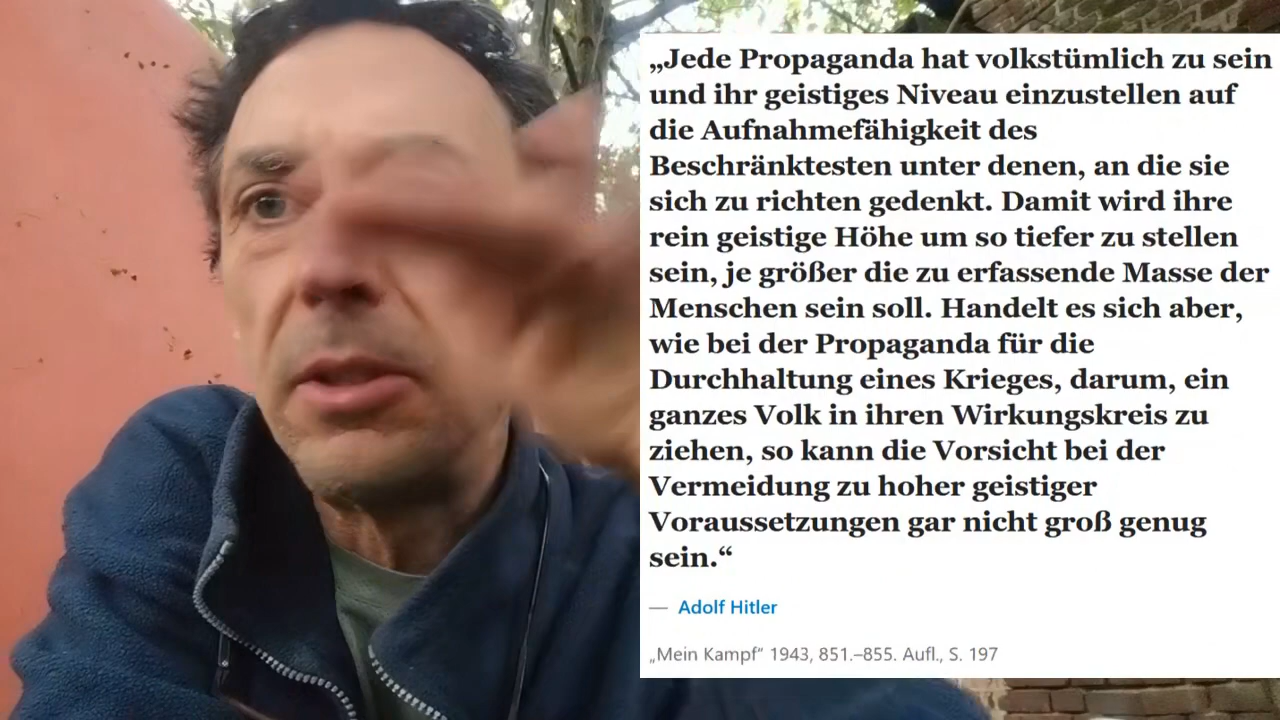 „Jede Propaganda hat volkstümlich zu sein
und ihr geistiges Niveau einzustellen auf
die Aufnahmefähigkeit des
Beschränktesten unter denen, an die sie
sich zu richten gedenkt. Damit wird ihre
rein geistige Höhe um so tiefer zu stellen
sein, je größer die zu erfassende Masse der
Menschen sein soll. Handelt es sich aber,
wie bei der Propaganda für die
Durchhaltung eines Krieges, darum, ein
ganzes Volk in ihren Wirkungskreis zu
ziehen, so kann die Vorsicht bei der
Vermeidung zu hoher geistiger
Voraussetzungen gar nicht groß genug
sein.“
— Adolf Hitler
„Mein Kampf“ 1943, 851.–855. Aufl., S. 197